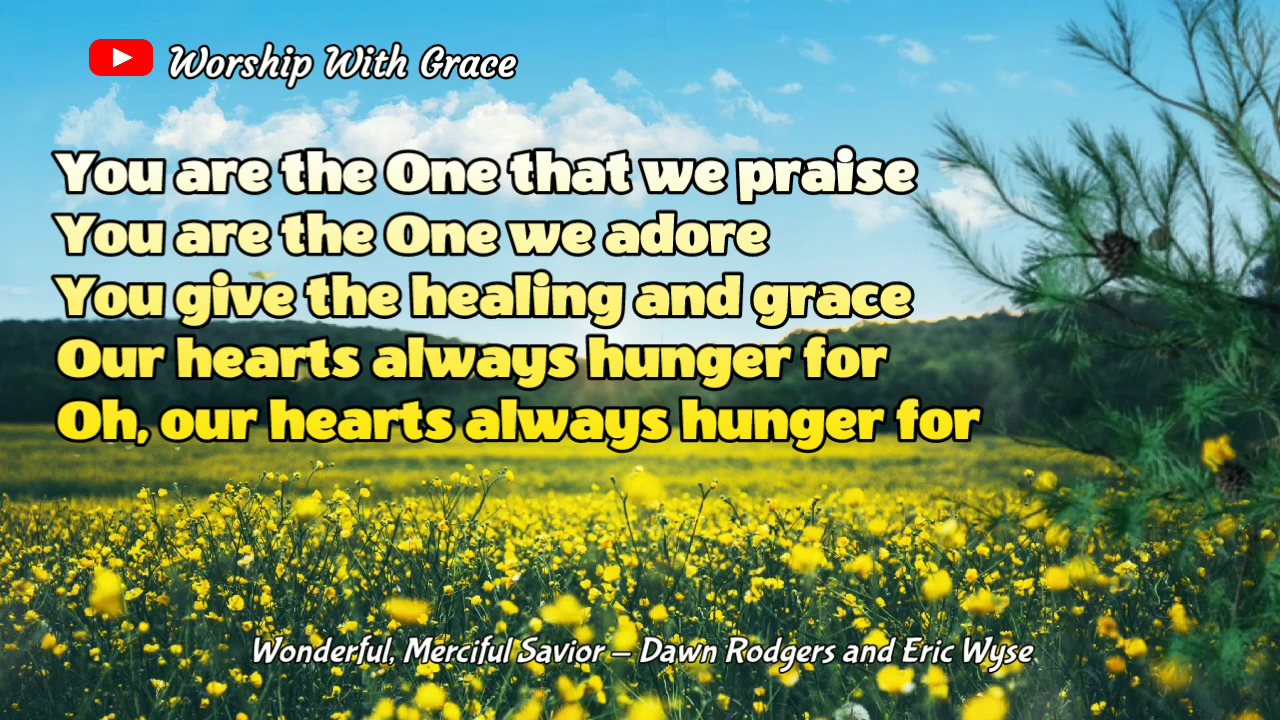 Worship With Grace
You are the One that we praise
You are the One we adore
You give the healing and grace
Our hearts always hunger for
Oh, our hearts always hunger for
Wonderful, Merciful Savior – Dawn Rodgers and Eric Wyse